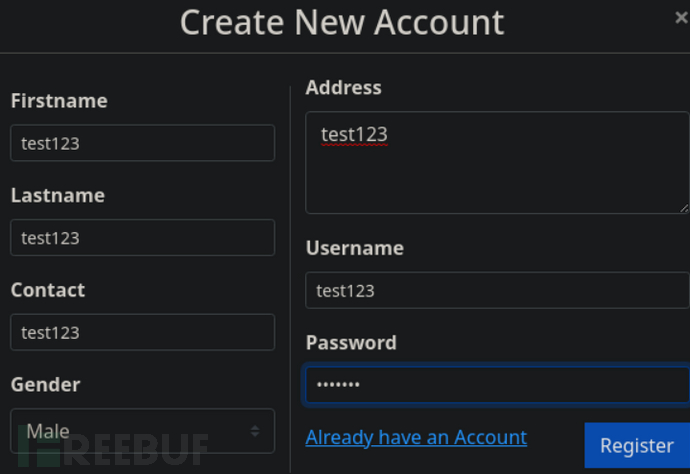 Create New Account
×
Firstname
test123
Lastname
test123
Contact
test123
Gender
Male
Address
test123
Username
test123
Password
•••••••
Already have an Account
Register
FREEBUF